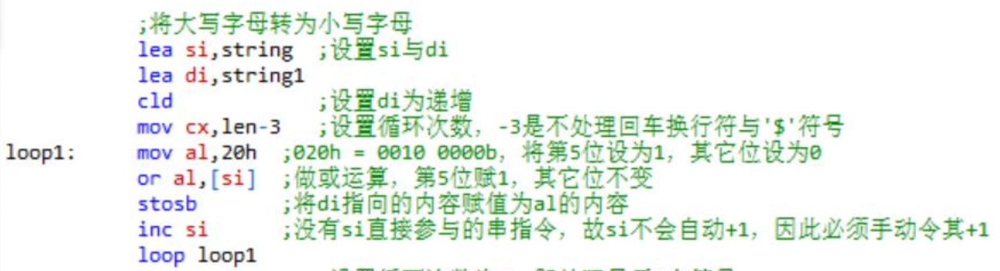 ;将大写字母转为小写字母
lea si,string ;设置si与di
lea di,string1
cld ;设置di为递增
mov cx,len-3 ;设置循环次数，-3是不处理回车换行符与'$'符号
loop1: mov al,20h ;020h = 0010 0000b，将第5位设为1，其它位设为0
or al,[si] ;做或运算，第5位赋1，其它位不变
stosb ;将di指向的内容赋值为al的内容
inc si ;没有si直接参与的串指令，故si不会自动+1，因此必须手动令其+1
loop loop1